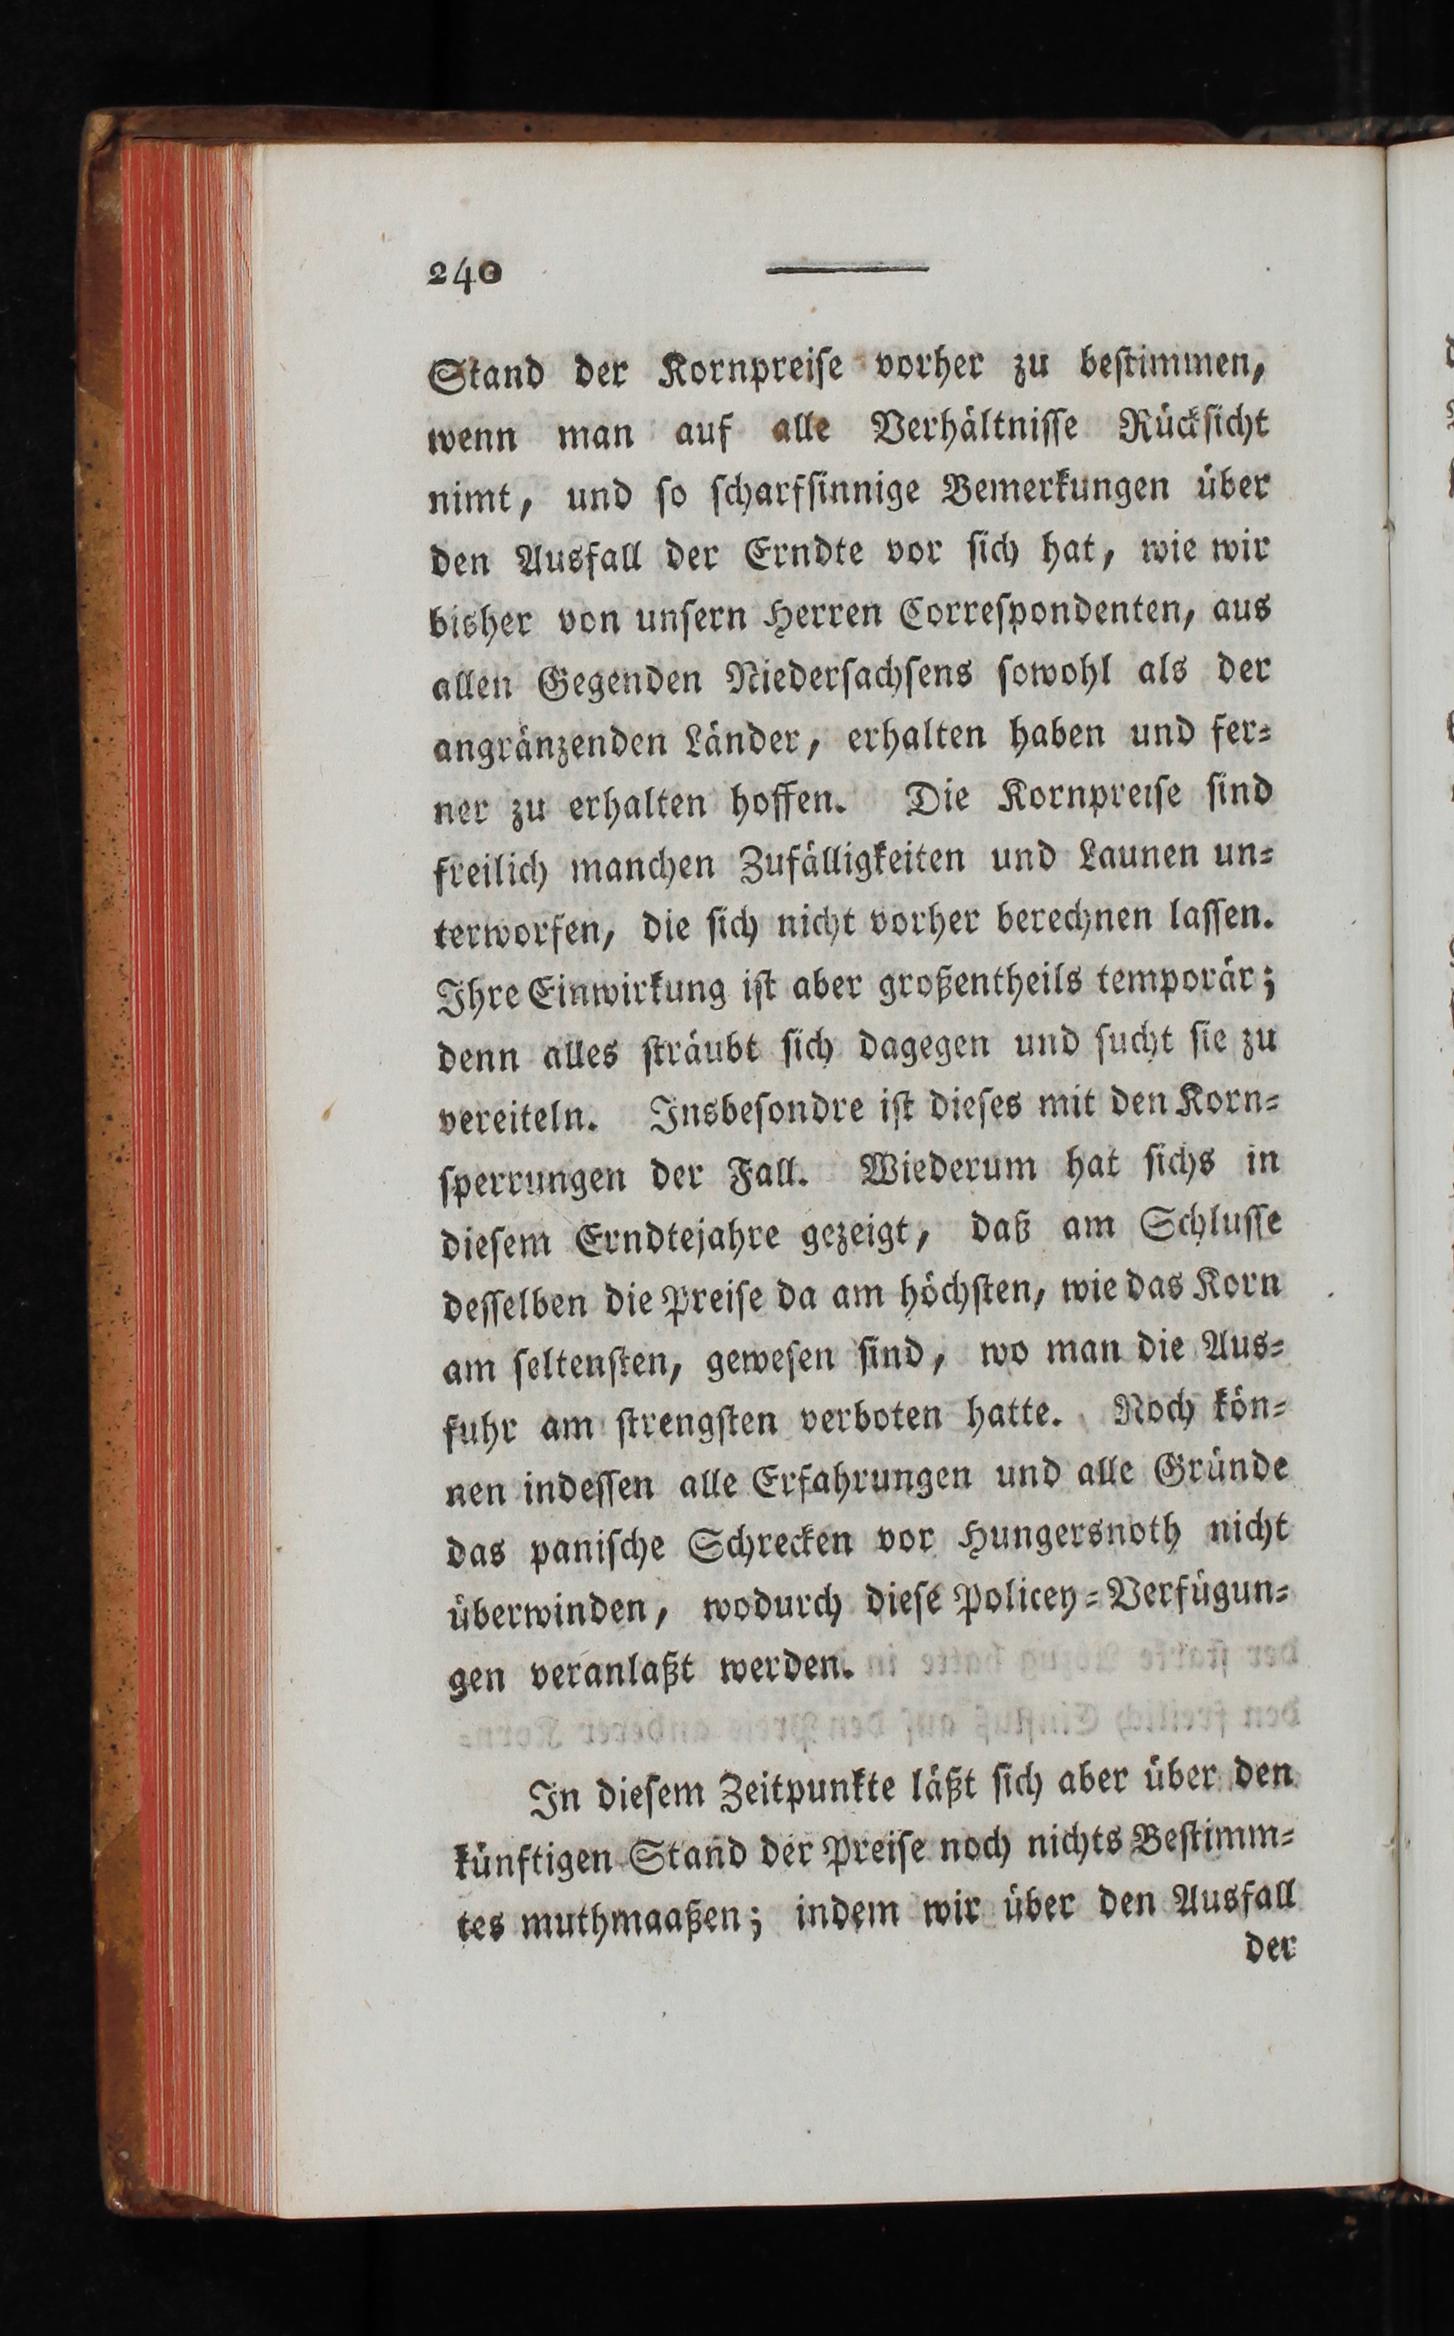 240
Stand der Kornpreiſe vorher zu beſtimmen,
wenn man auf alle Verhältniſſe Rückſicht
nimt, und ſo ſcharfſinnige Bemerkungen über
den Ausfall der Erndte vor ſich hat, wie wir
bisher von unſern Herren Correſpondenten, aus
allen Gegenden Niederſachſens ſowohl als der
angränzenden Länder, erhalten haben und fer⸗
ner zu erhalten hoffen. Die Kornpreiſe ſind
freilich manchen Zufälligkeiten und Launen un⸗
terworfen, die ſich nicht vorher berechnen laſſen.
Ihre Einwirkung iſt aber großentheils temporär;
denn alles ſträubt ſich dagegen und ſucht ſie zu
vereiteln. Insbeſondre iſt dieſes mit den Korn⸗
ſperrungen der Fall. Wiederum hat ſichs in
dieſem Erndtejahre gezeigt, daß am Schluſſe
deſſelben die Preiſe da am höchſten, wie das Korn
am ſeltenſten, geweſen ſind, wo man die Aus⸗
fuhr am ſtrengſten verboten hatte. Noch kön⸗
nen indeſſen alle Erfahrungen und alle Gründe
das paniſche Schrecken vor Hungersnoth nicht
überwinden, wodurch dieſe Policey⸗Verfügun⸗
gen veranlaßt werden.
In dieſem Zeitpunkte läßt ſich aber über den
künftigen Stand der Preiſe noch nichts Beſtimm⸗
tes muthmaaßen; indem wir über den Ausfall
der